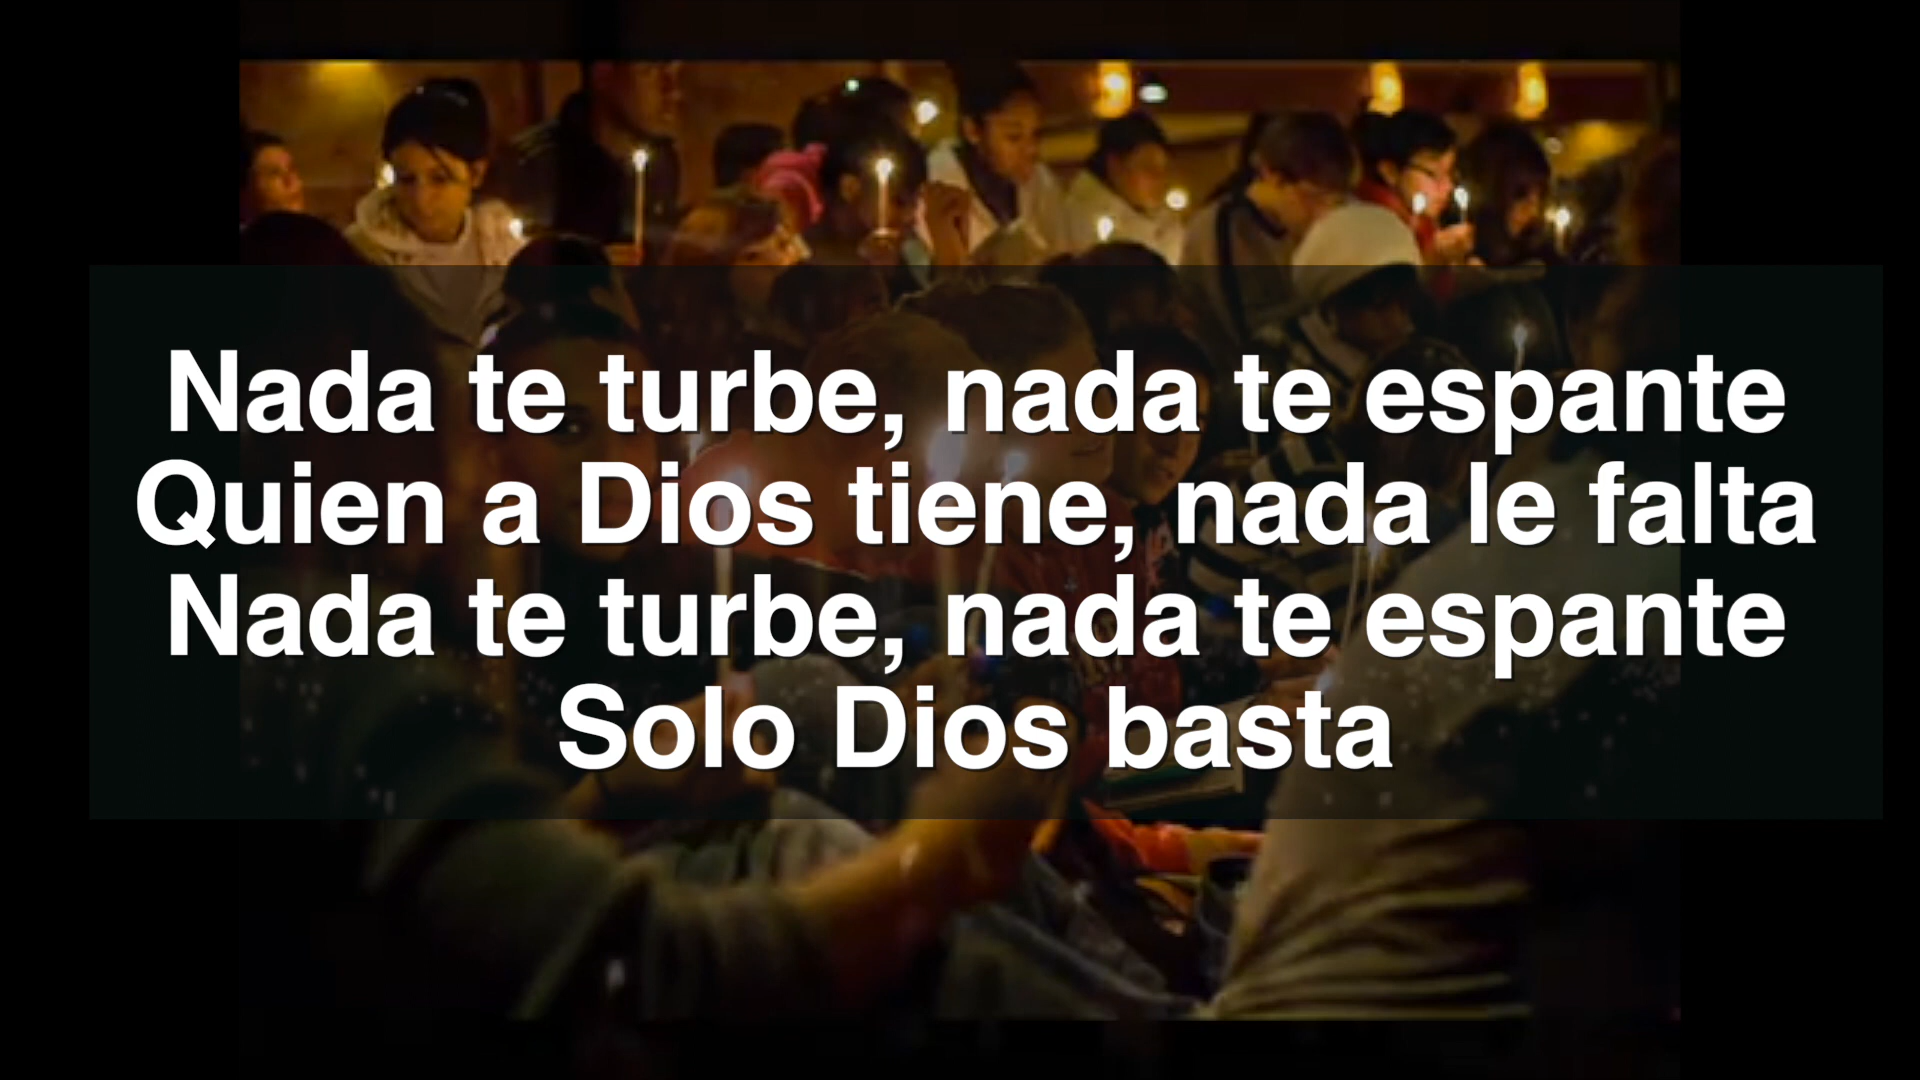 Nada te turbe, nada te espante
Quien a Dios tiene, nada le falta
Nada te turbe, nada te espante
Solo Dios basta